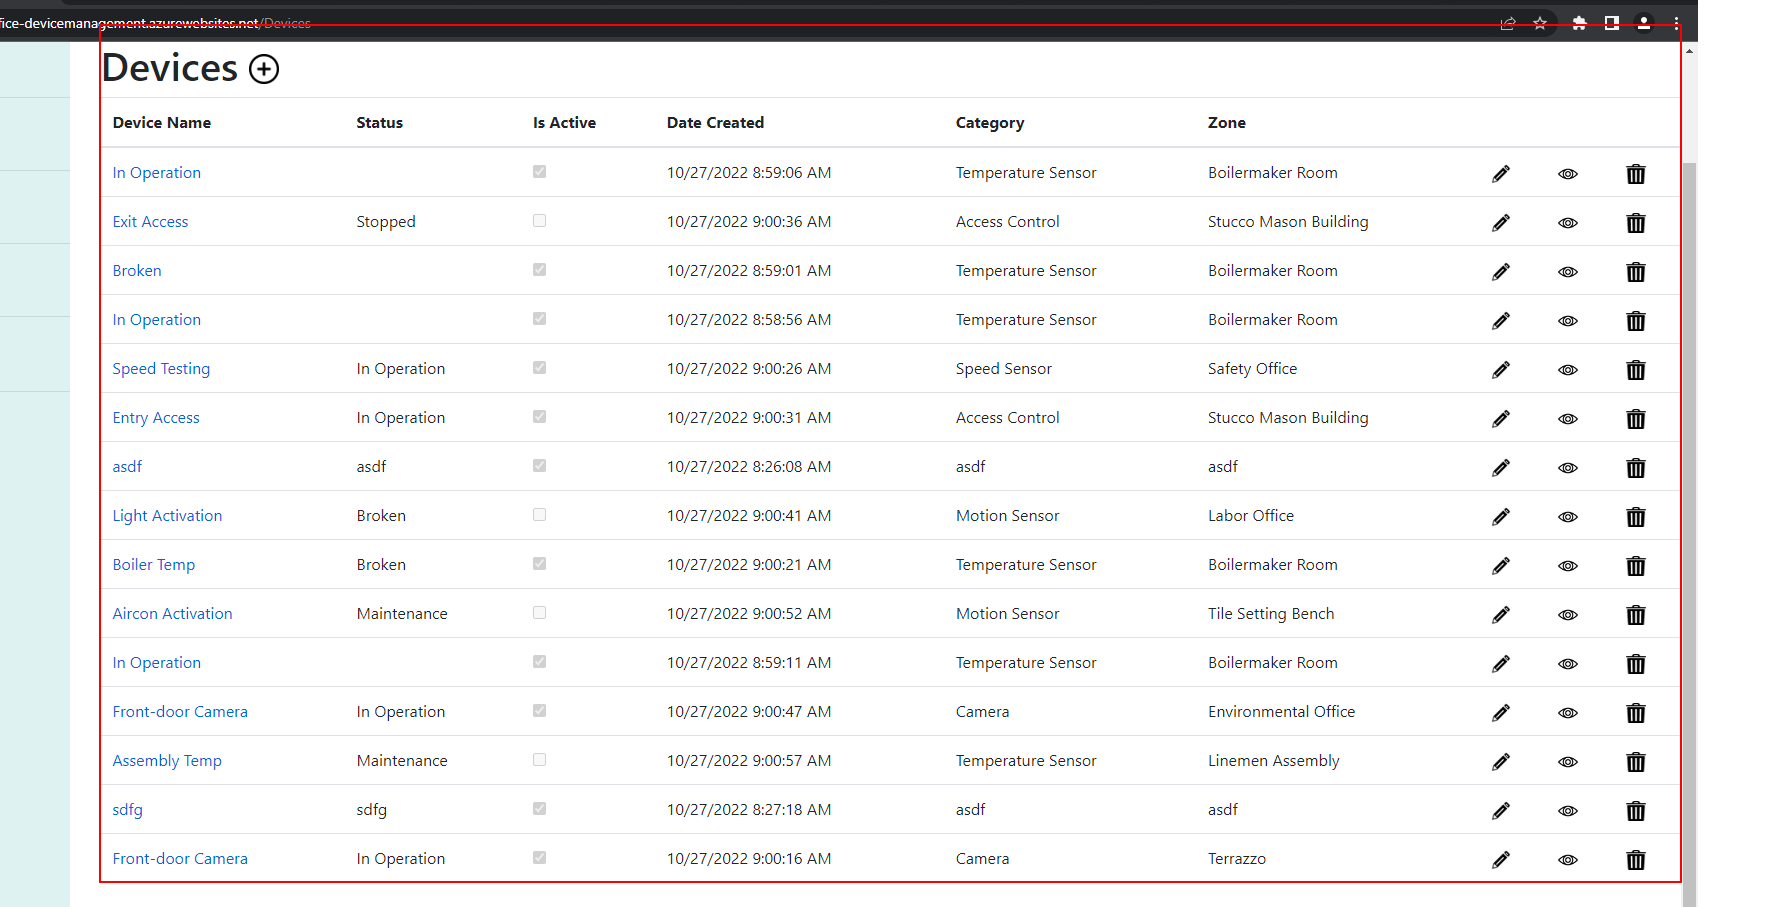 fice-devicemanagement.azurewebsites.net/Devices
Devices
Device Name Status Is Active Date Created Category Zone
In Operation 10/27/2022 8:59:06 AM Temperature Sensor Boilermaker Room
Exit Access Stopped 10/27/2022 9:00:36 AM Access Control Stucco Mason Building
Broken 10/27/2022 8:59:01 AM Temperature Sensor Boilermaker Room
In Operation 10/27/2022 8:58:56 AM Temperature Sensor Boilermaker Room
Speed Testing In Operation 10/27/2022 9:00:26 AM Speed Sensor Safety Office
Entry Access In Operation 10/27/2022 9:00:31 AM Access Control Stucco Mason Building
asdf asdf 10/27/2022 8:26:08 AM asdf asdf
Light Activation Broken 10/27/2022 9:00:41 AM Motion Sensor Labor Office
Boiler Temp Broken 10/27/2022 9:00:21 AM Temperature Sensor Boilermaker Room
Aircon Activation Maintenance 10/27/2022 9:00:52 AM Motion Sensor Tile Setting Bench
In Operation 10/27/2022 8:59:11 AM Temperature Sensor Boilermaker Room
Front-door Camera In Operation 10/27/2022 9:00:47 AM Camera Environmental Office
Assembly Temp Maintenance 10/27/2022 9:00:57 AM Temperature Sensor Linemen Assembly
sdfg sdfg 10/27/2022 8:27:18 AM asdf asdf
Front-door Camera In Operation 10/27/2022 9:00:16 AM Camera Terrazzo